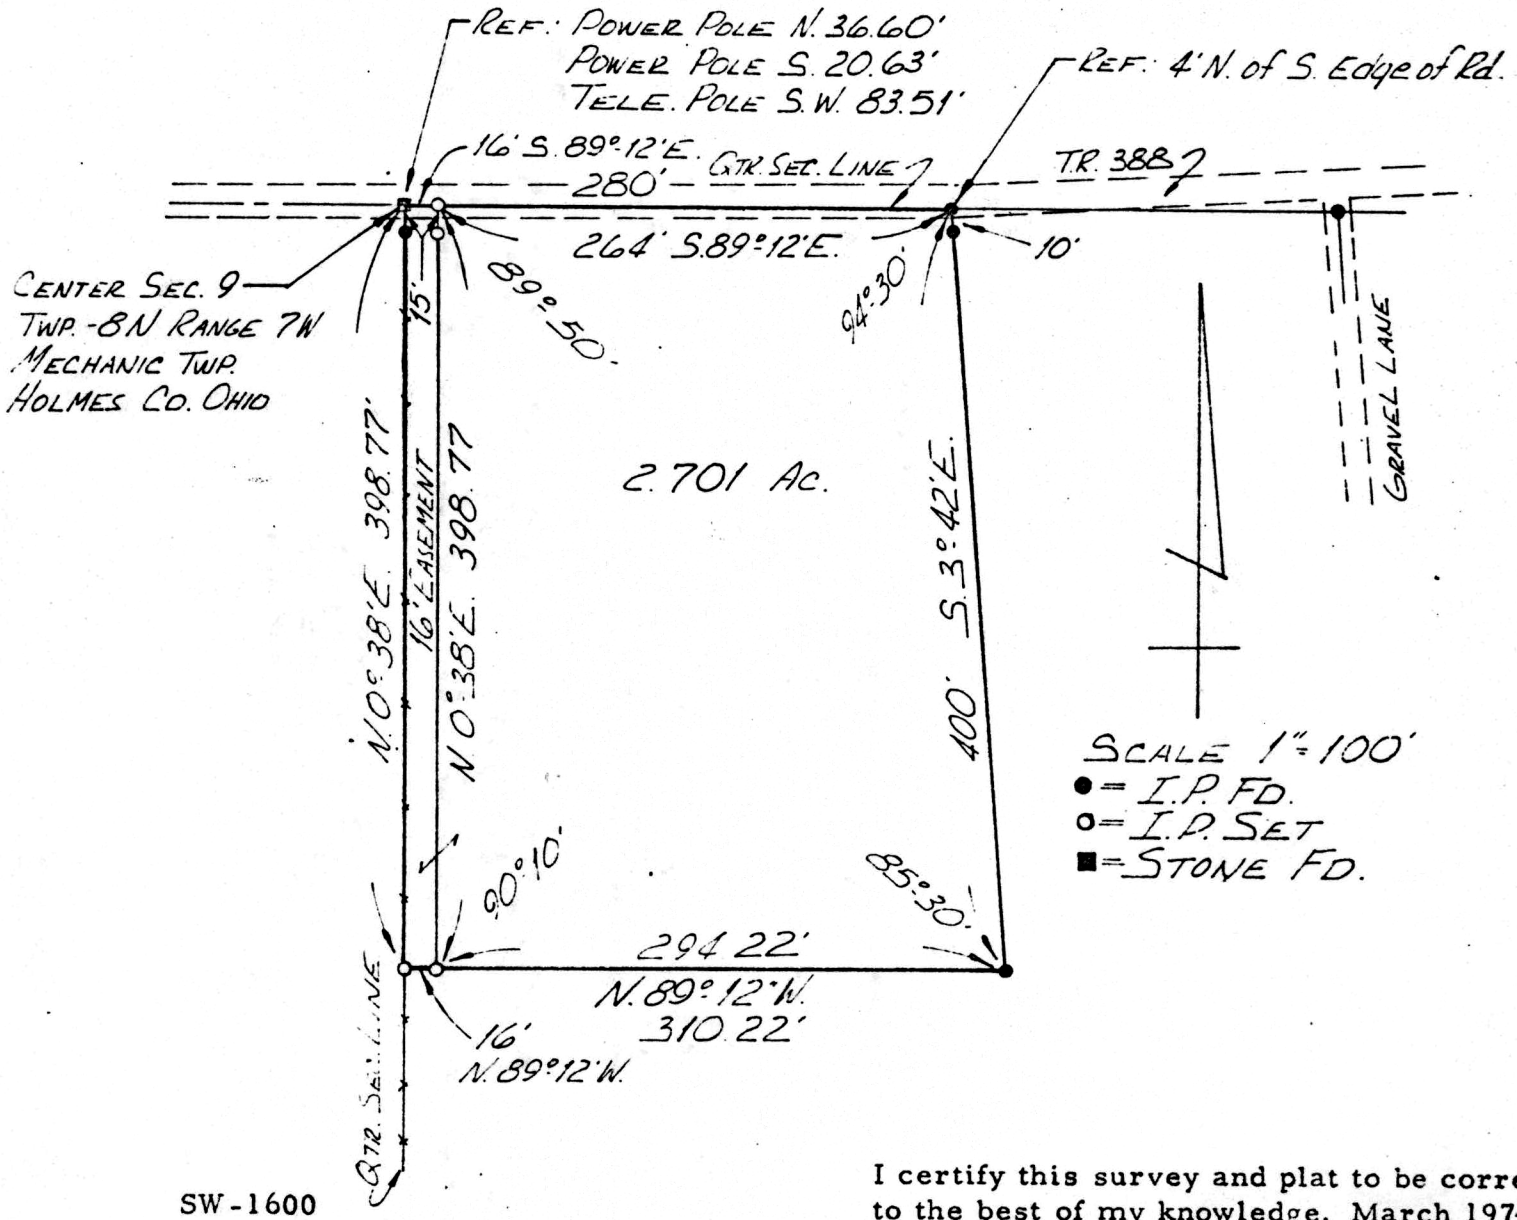 REF: POWER POLE N. 36.60'
POWER POLE S. 20.63'
TELE. POLE S.W. 83.51'
REF: 4' N. of S. Edge of Rd.
16' S. 89°-12' E.
280'
QTR. SEC. LINE
T.R. 388
264' S. 89°-12' E.
10'
CENTER SEC. 9
TWP.-8N RANGE 7W
MECHANIC TWP.
HOLMES CO. OHIO
15'
89°-50'
94°-30'
GRAVEL LANE
N. 0°-38' E. 398.77'
16' EASEMENT
N. 0°-38' E. 398.77
2.701 AC.
400' S. 3°-42' E.
SCALE 1"=100'
●= I.P. FD.
○= I.P. SET
■= STONE FD.
90°-10'
85°-30'
294.22'
N. 89°-12' W.
310.22'
16'
N. 89°-12' W.
QTR. SEC. LINE
SW-1600
I certify this survey and plat to be corre
to the best of my knowledge. March 197